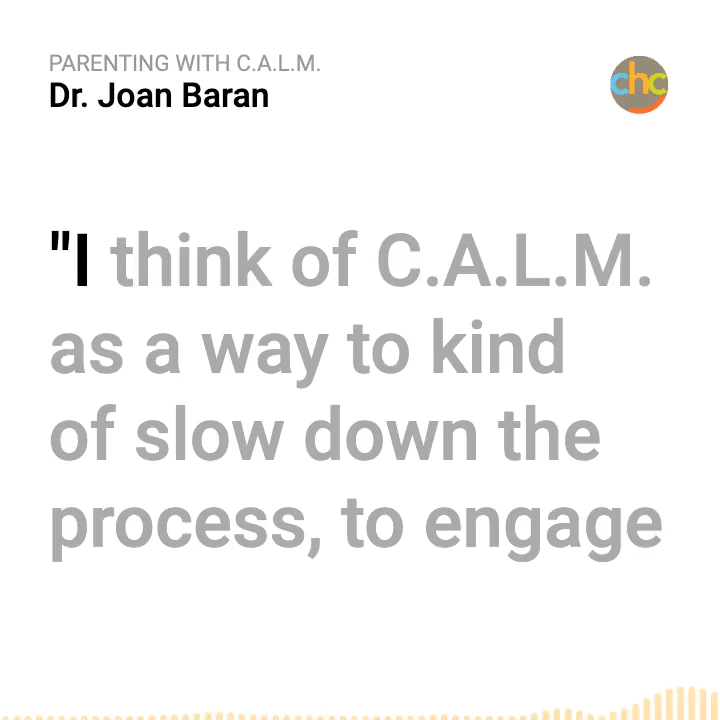 PARENTING WITH C.A.L.M.
Dr. Joan Baran
chc
"I think of C.A.L.M.
as a way to kind
of slow down the
process, to engage